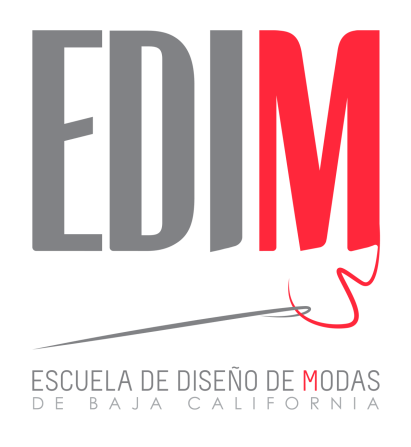 EDIM
ESCUELA DE DISEÑO DE MODAS
DE BAJA CALIFORNIA